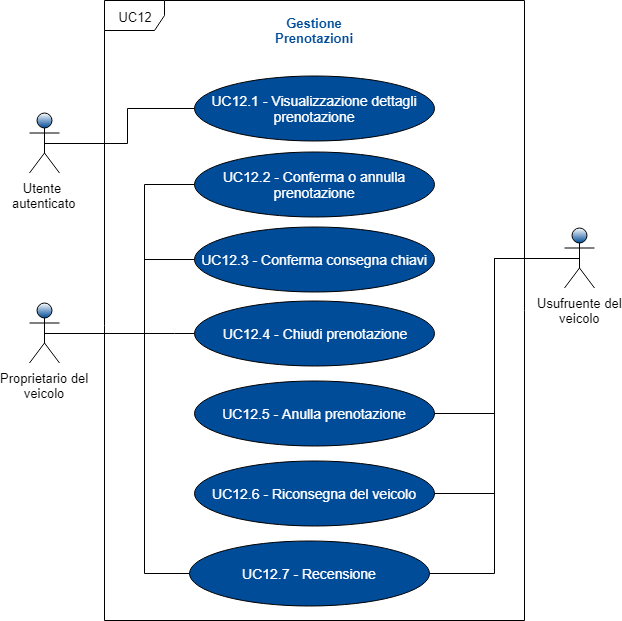 UC12
Gestione
Prenotazioni
UC12.1 - Visualizzazione dettagli
prenotazione
Utente
autenticato
UC12.2 - Conferma o annulla
prenotazione
UC12.3 - Conferma consegna chiavi
Usufruente del
veicolo
UC12.4 - Chiudi prenotazione
Proprietario del
veicolo
UC12.5 - Anulla prenotazione
UC12.6 - Riconsegna del veicolo
UC12.7 - Recensione